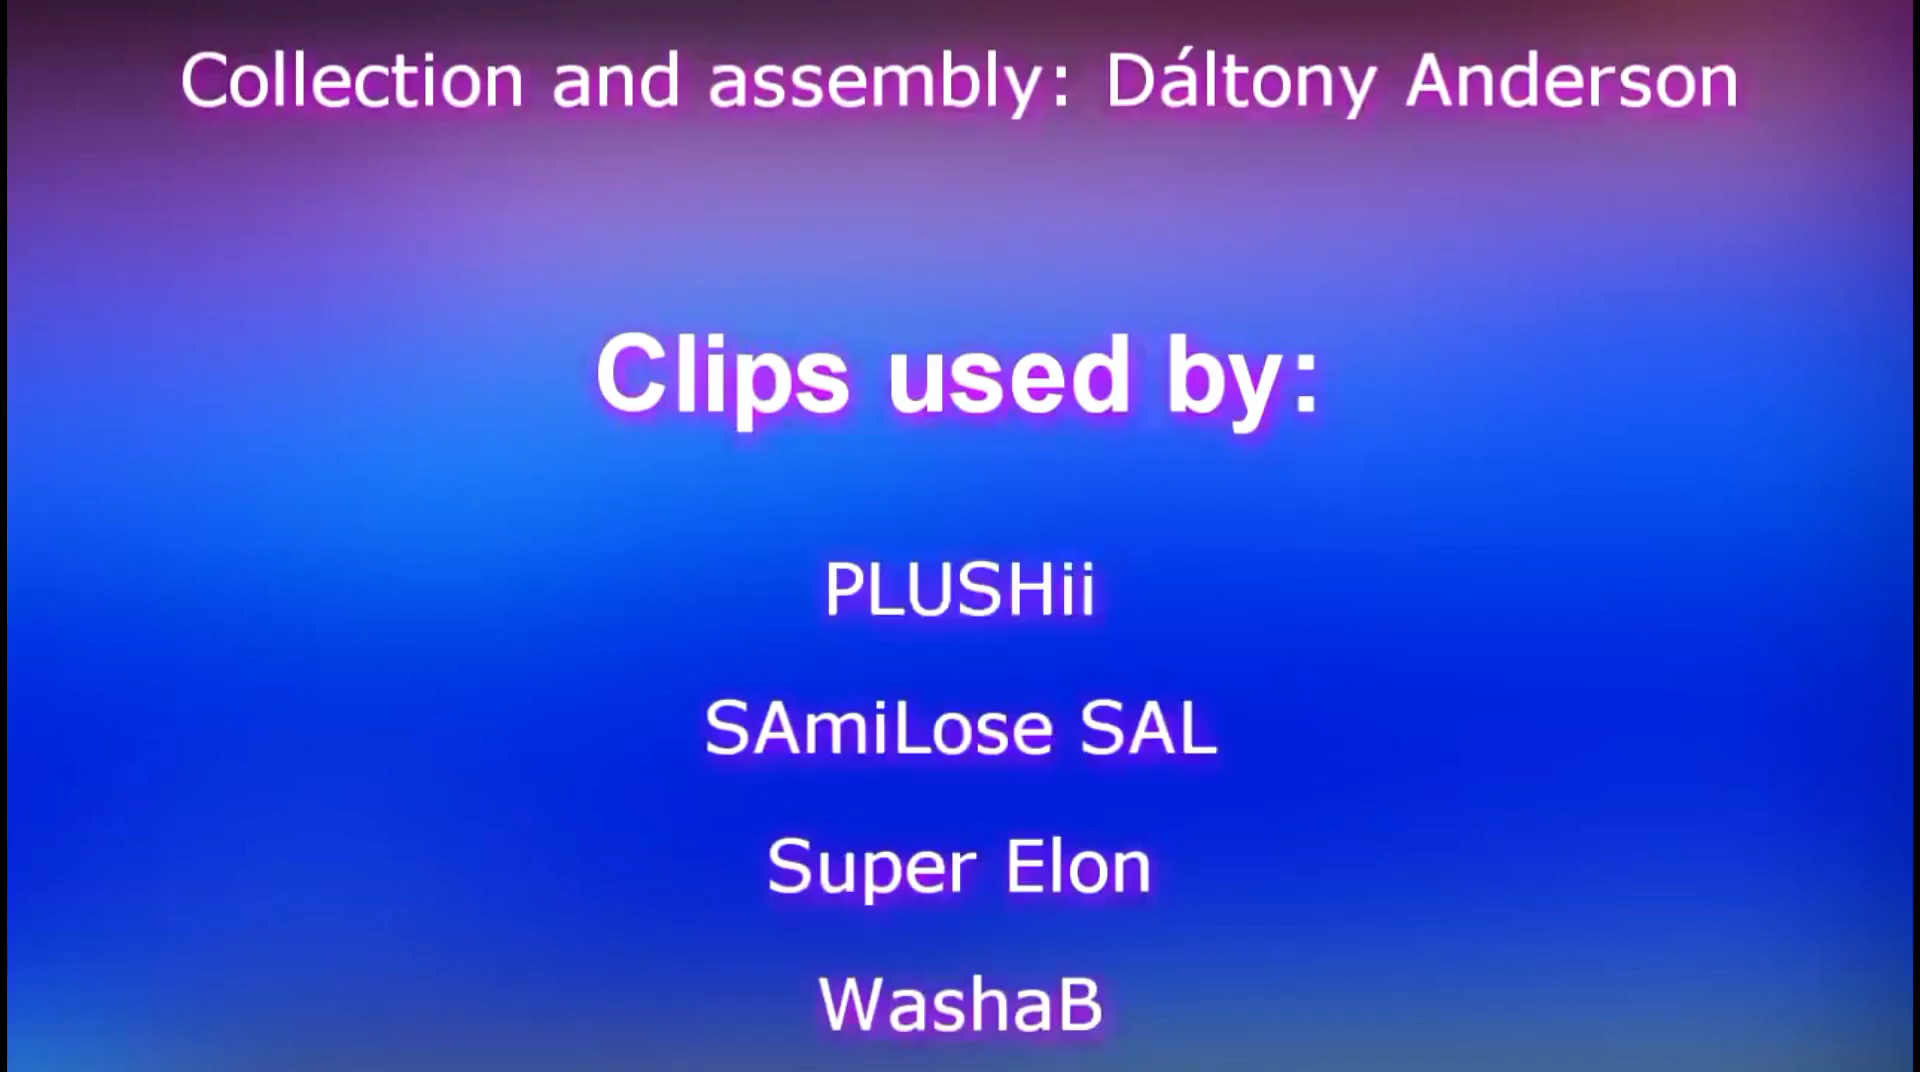 Collection and assembly: Dáltony Anderson
Clips used by:
PLUSHii
SAmiLose SAL
Super Elon
WashaB